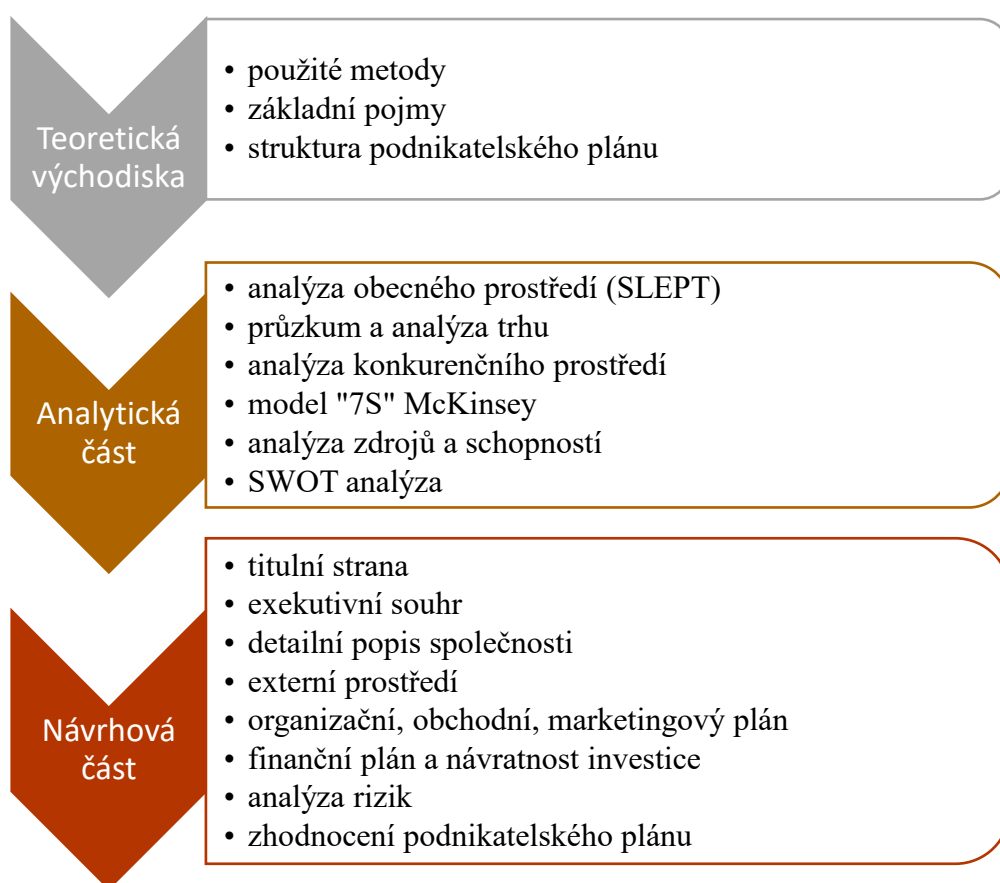 Teoretická
východiska
• použité metody
• základní pojmy
• struktura podnikatelského plánu
Analytická
část
• analýza obecného prostředí (SLEPT)
• průzkum a analýza trhu
• analýza konkurenčního prostředí
• model "7S" McKinsey
• analýza zdrojů a schopností
• SWOT analýza
Návrhová
část
• titulní strana
• exekutivní souhr
• detailní popis společnosti
• externí prostředí
• organizační, obchodní, marketingový plán
• finanční plán a návratnost investice
• analýza rizik
• zhodnocení podnikatelského plánu